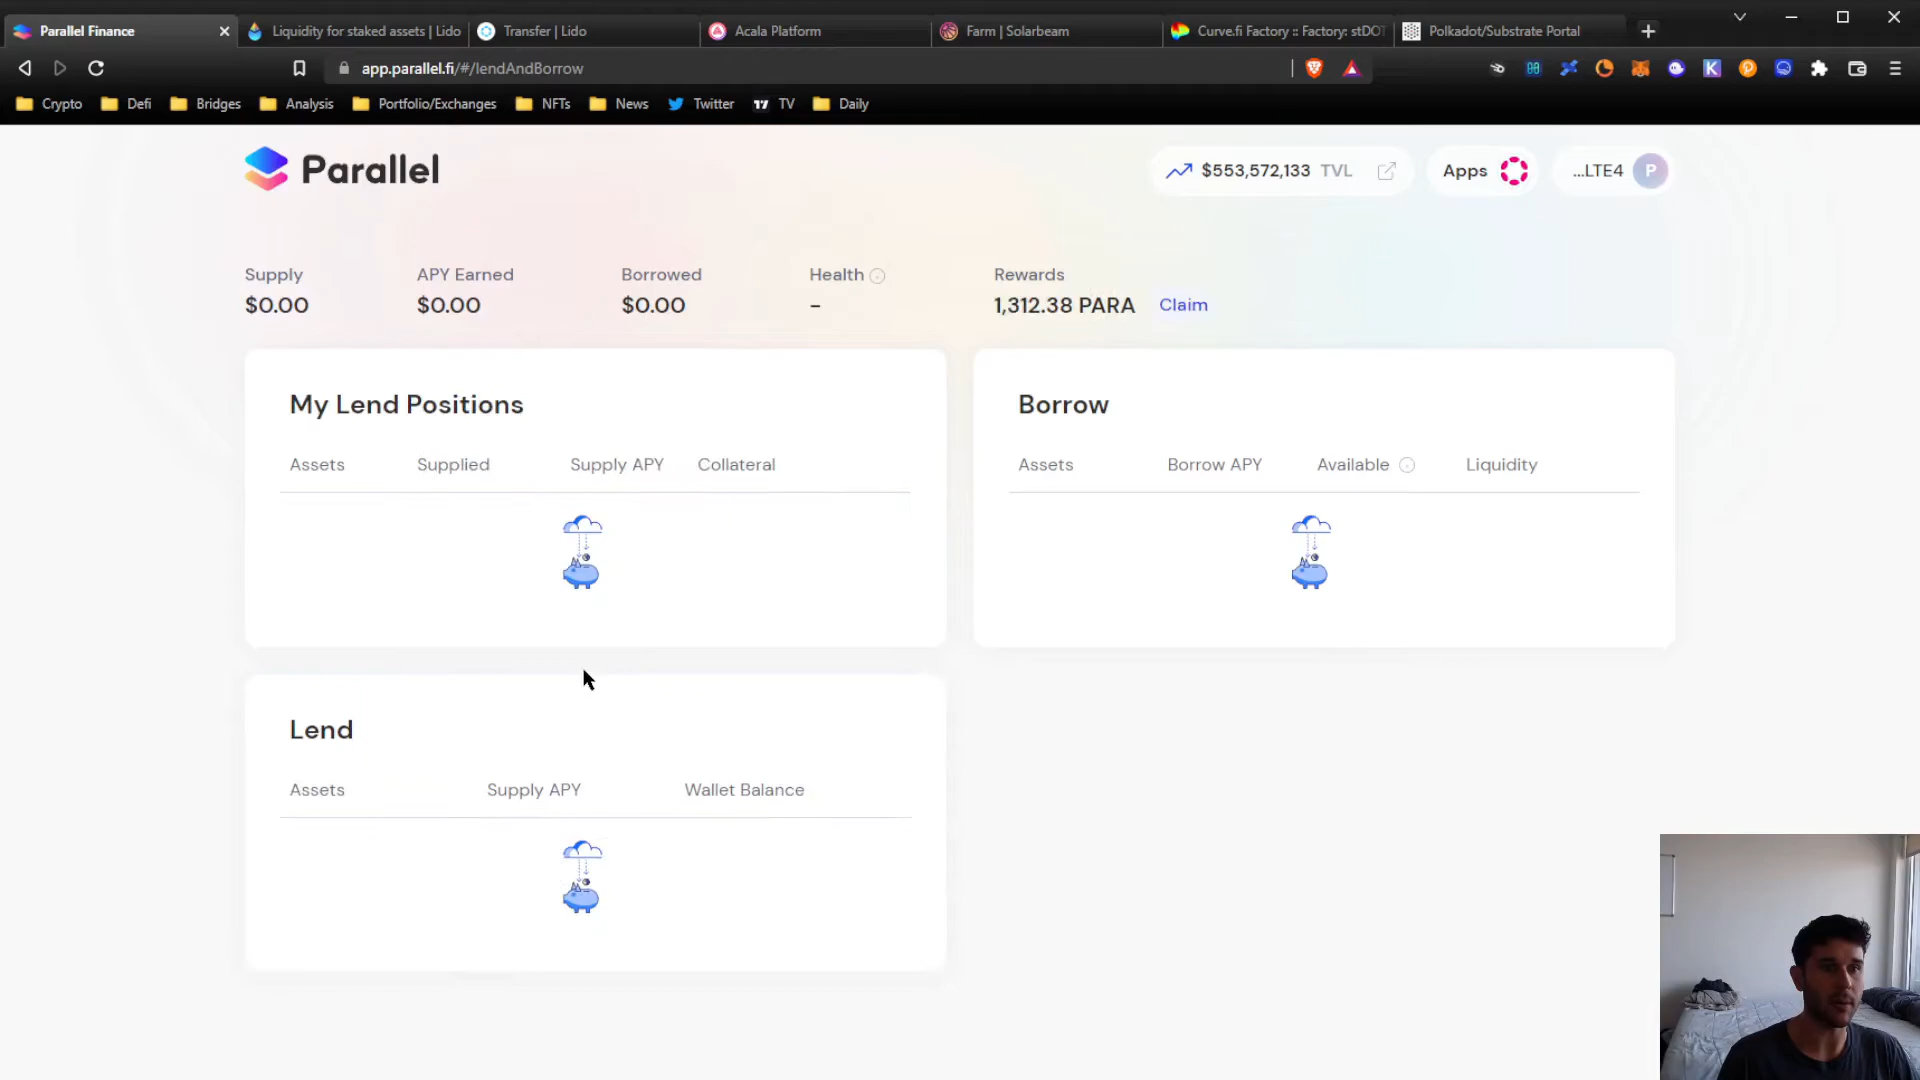 Parallel Finance
Liquidity for staked assets | Lido
Transfer | Lido
Acala Platform
Farm | Solarbeam
Curve.fi Factory :: Factory: stDOT
Polkadot/Substrate Portal
app.parallel.fi/#/lendAndBorrow
Crypto
Defi
Bridges
Analysis
Portfolio/Exchanges
NFTs
News
Twitter
TV
Daily
Parallel
$553,572,133 TVL
Apps
...LTE4
P
Supply
APY Earned
Borrowed
Health
Rewards
$0.00
$0.00
$0.00
-
1,312.38 PARA
Claim
My Lend Positions
Assets
Supplied
Supply APY
Collateral
Borrow
Assets
Borrow APY
Available
Liquidity
Lend
Assets
Supply APY
Wallet Balance